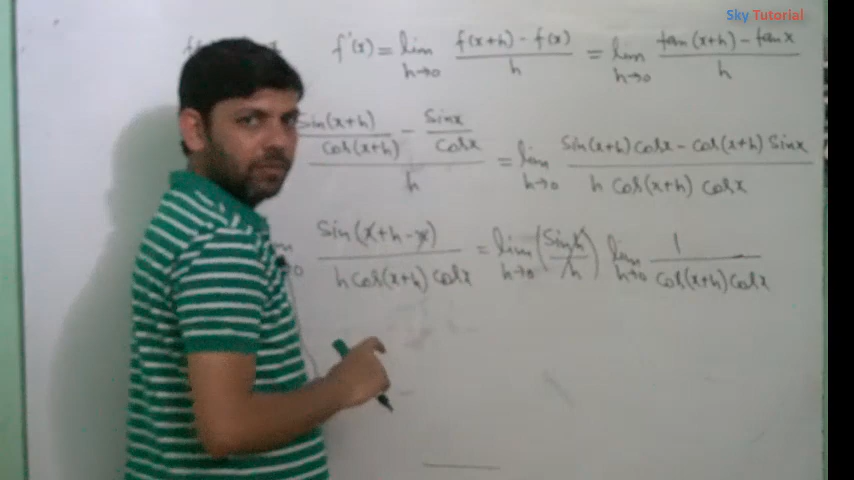 Sky Tutorial
f'(x) = lim h→0 f(x+h) - f(x) / h = lim h→0 tan(x+h) - tan x / h
Sin(x+h) / cos(x+h) - Sinx / cosx / h = lim h→0 Sin(x+h) cosx - cos(x+h) Sinx / h cos(x+h) cosx
Sin(x+h-x) / h cos(x+h) cosx = lim h→0 (Sinh / h) lim h→0 1 / cos(x+h) cosx